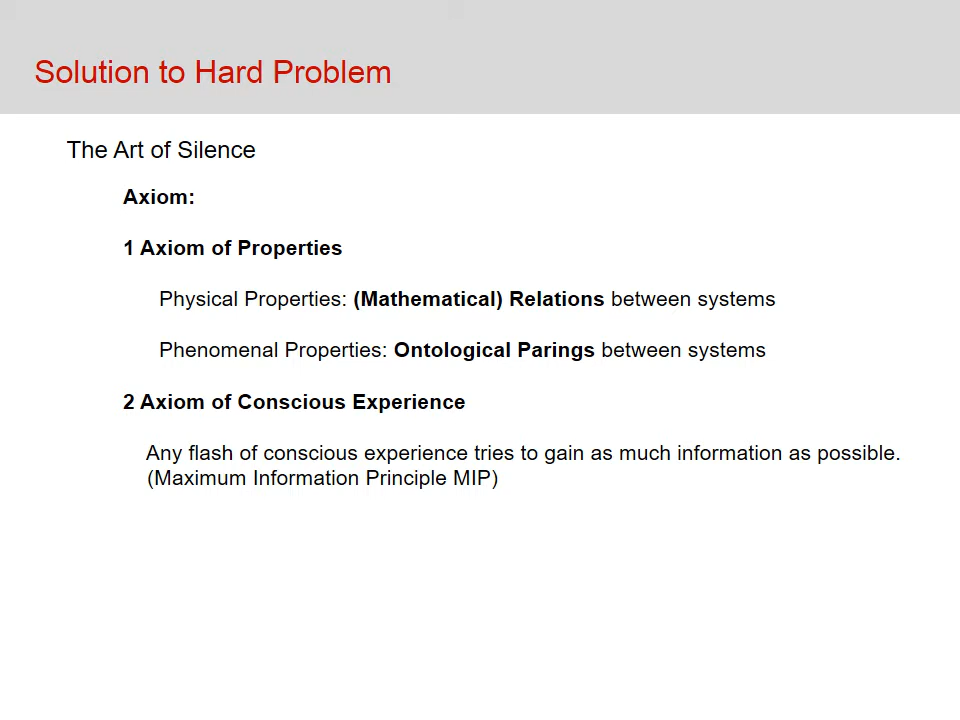 Solution to Hard Problem
The Art of Silence
Axiom:
1 Axiom of Properties
Physical Properties: (Mathematical) Relations between systems
Phenomenal Properties: Ontological Parings between systems
2 Axiom of Conscious Experience
Any flash of conscious experience tries to gain as much information as possible.
(Maximum Information Principle MIP)